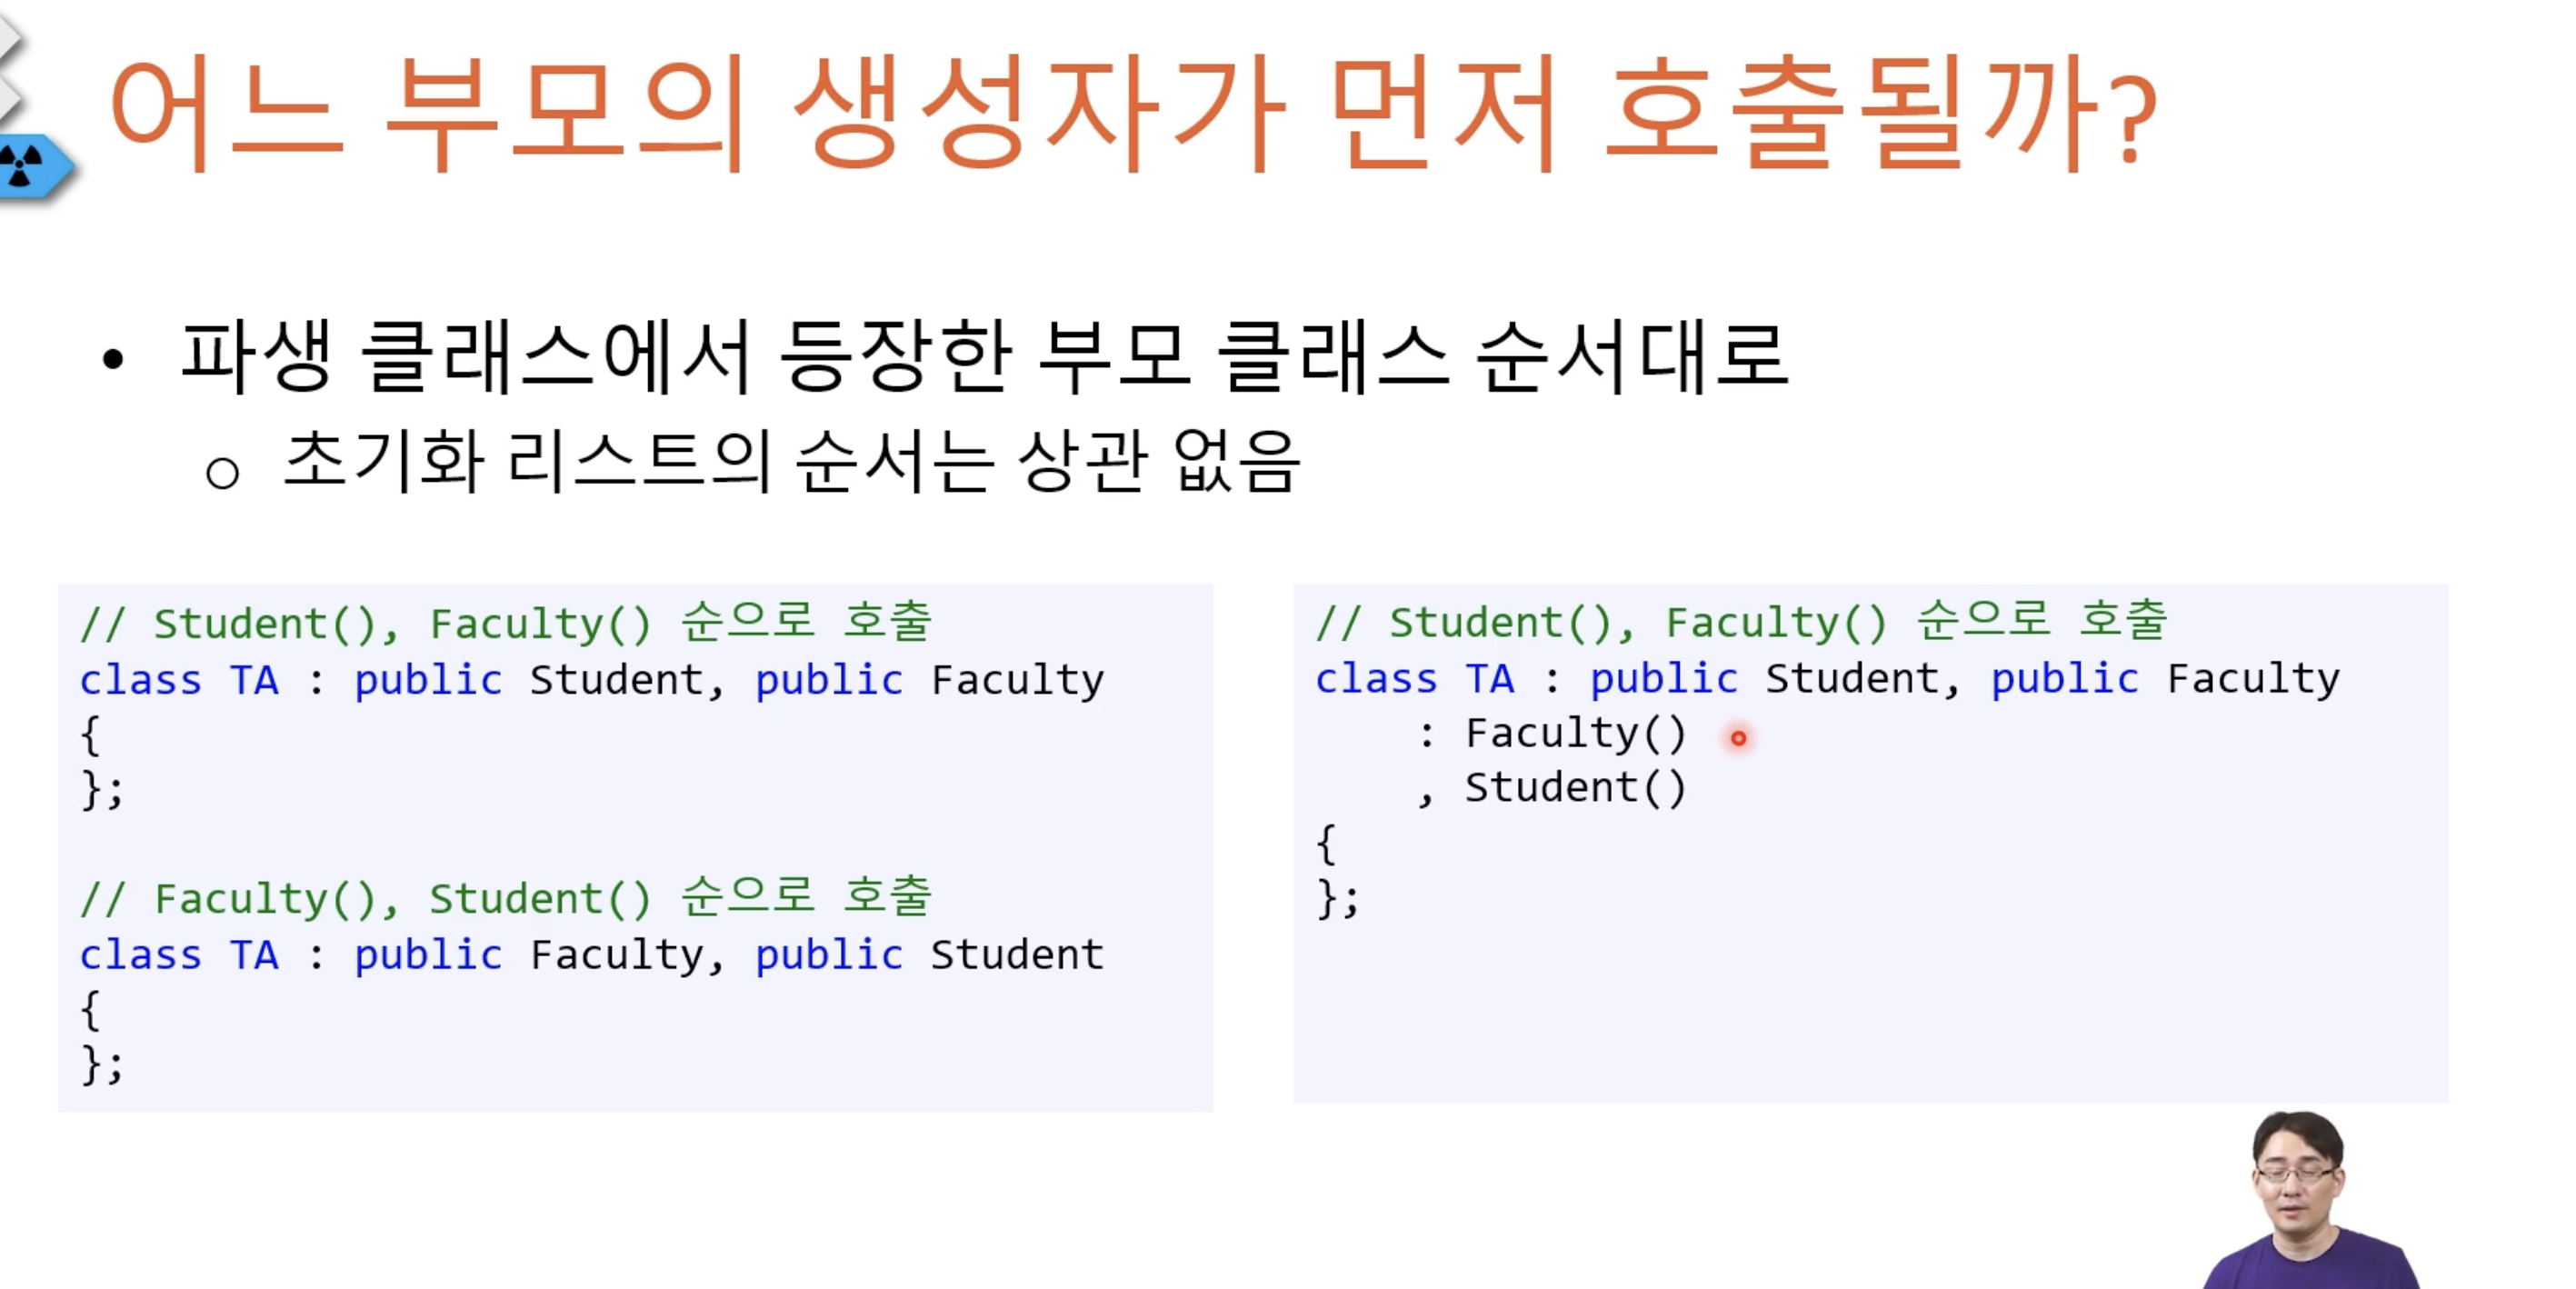 어느 부모의 생성자가 먼저 호출될까?
• 파생 클래스에서 등장한 부모 클래스 순서대로
○ 초기화 리스트의 순서는 상관 없음
// Student(), Faculty() 순으로 호출
class TA : public Student, public Faculty
{
};
// Faculty(), Student() 순으로 호출
class TA : public Faculty, public Student
{
};
// Student(), Faculty() 순으로 호출
class TA : public Student, public Faculty
: Faculty()
, Student()
{
};